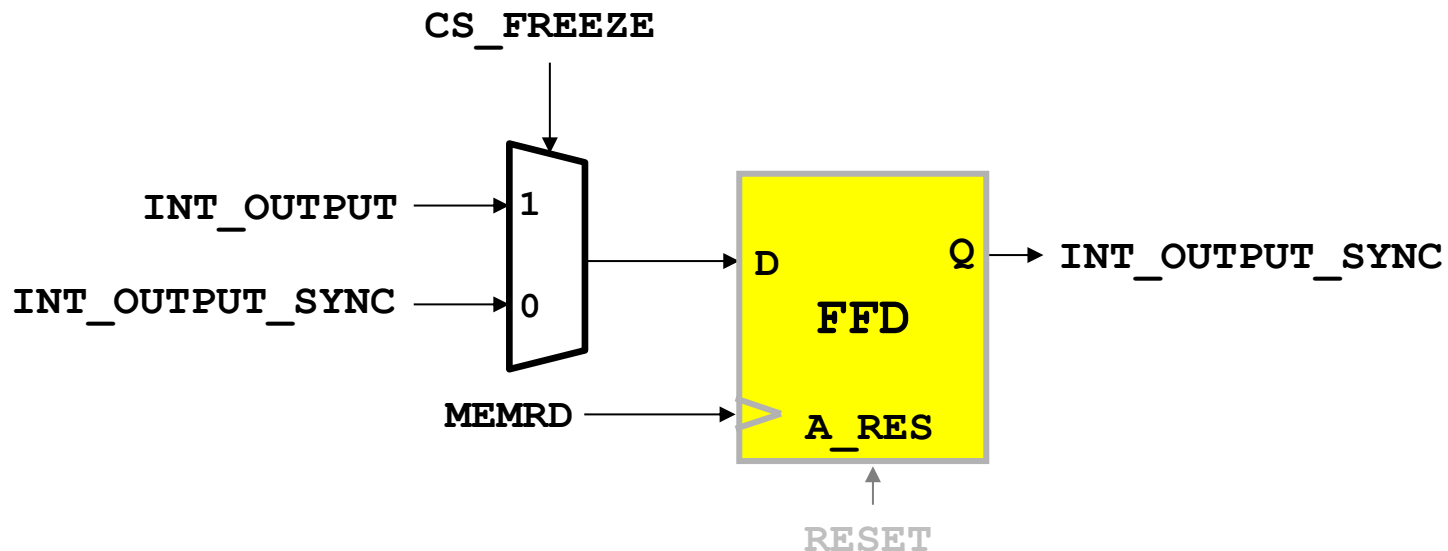 CS_FREEZE
INT_OUTPUT
1
INT_OUTPUT_SYNC
0
D
Q
INT_OUTPUT_SYNC
FFD
MEMRD
A_RES
RESET